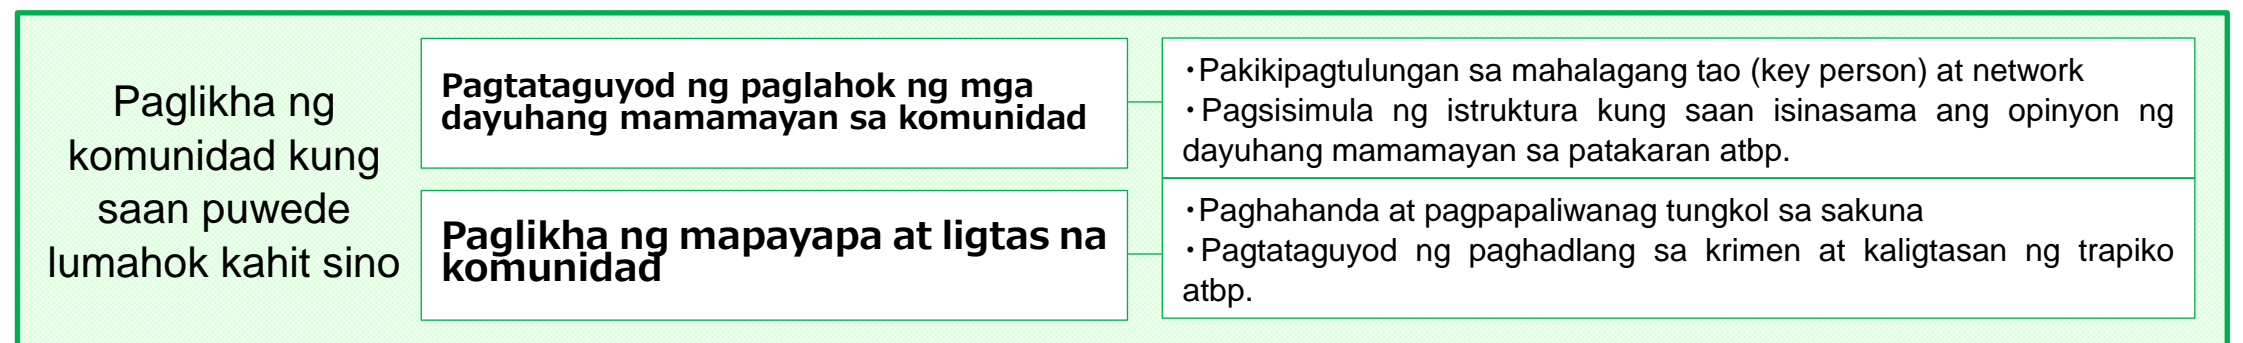 Paglikha ng
komunidad kung
saan puwede
lumahok kahit sino
Pagtataguyod ng paglahok ng mga
dayuhang mamamayan sa komunidad
・Pakikipagtulungan sa mahalagang tao (key person) at network
・Pagsisimula ng istruktura kung saan isinasama ang opinyon ng
dayuhang mamamayan sa patakaran atbp.
Paglikha ng mapayapa at ligtas na
komunidad
・Paghahanda at pagpapaliwanag tungkol sa sakuna
・Pagtataguyod ng paghadlang sa krimen at kaligtasan ng trapiko
atbp.